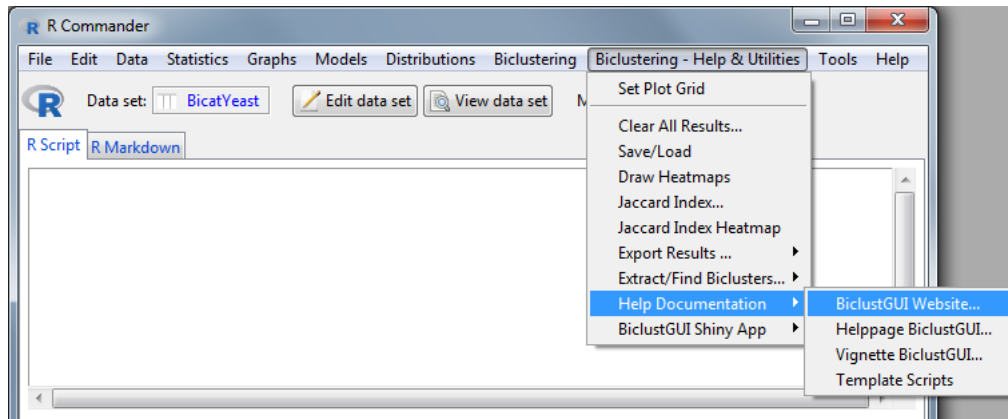 R Commander
File Edit Data Statistics Graphs Models Distributions Biclustering Biclustering - Help & Utilities Tools Help
Data set: BicatYeast Edit data set View data set M
R Script R Markdown
Set Plot Grid
Clear All Results...
Save/Load
Draw Heatmaps
Jaccard Index...
Jaccard Index Heatmap
Export Results ...
Extract/Find Biclusters...
Help Documentation
BiclustGUI Shiny App
BiclustGUI Website...
Helppage BiclustGUI...
Vignette BiclustGUI...
Template Scripts